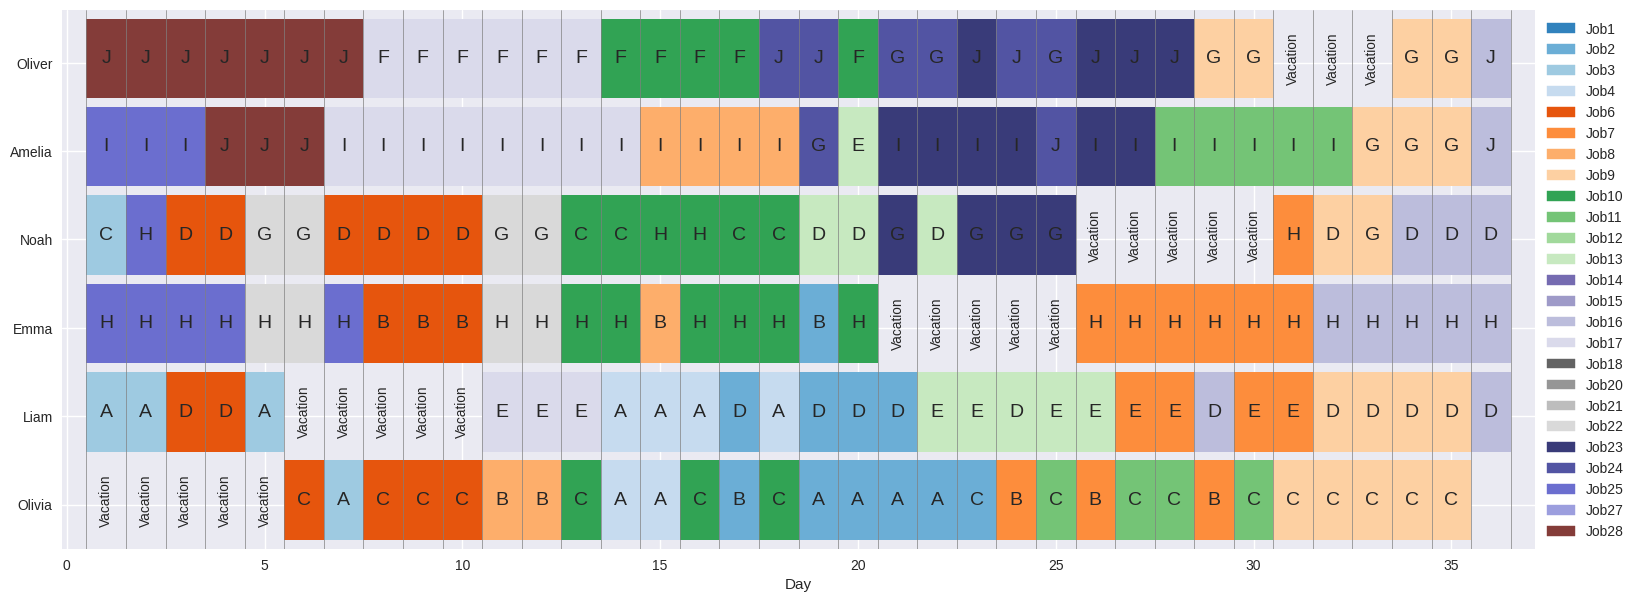 Oliver J J J J J J J F F F F F F F F F F J J F G G J J G J J J G G Vacation Vacation Vacation G G J
Amelia I I I J J J I I I I I I I I I I I I G E I I I I J I I I I I I I G G G J
Noah C H D D G G D D D D G G C C H H C C D D G D G G G Vacation Vacation Vacation Vacation Vacation H D G D D D
Emma H H H H H H H B B B H H H H B H H H B H Vacation Vacation Vacation Vacation Vacation H H H H H H H H H H H
Liam A A D D A Vacation Vacation Vacation Vacation Vacation E E E A A A D A D D D E E D E E E E D E E D D D D D
Olivia Vacation Vacation Vacation Vacation Vacation C A C C C B B C A A C B C A A A A C B C B C C B C C C C C C
0 5 10 15 20 25 30 35
Day
Job1
Job2
Job3
Job4
Job6
Job7
Job8
Job9
Job10
Job11
Job12
Job13
Job14
Job15
Job16
Job17
Job18
Job20
Job21
Job22
Job23
Job24
Job25
Job27
Job28